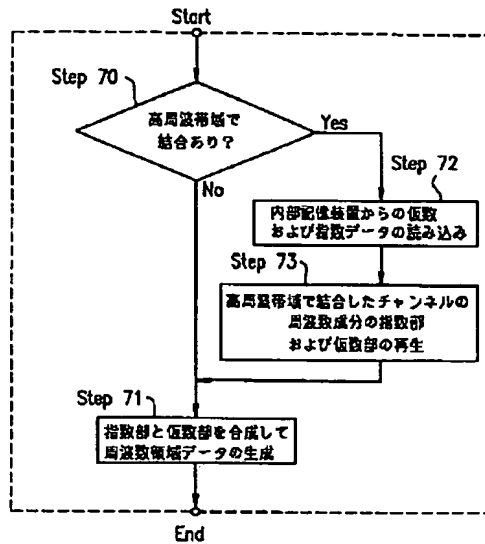 Start
Step 70
高周波帯域で
結合あり?
Yes
No
Step 72
内部記憶装置からの仮数
および指数データの読み込み
Step 73
高周波帯域で結合したチャンネルの
周波数成分の指数部
および仮数部の再生
Step 71
指数部と仮数部を合成して
周波数領域データの生成
End